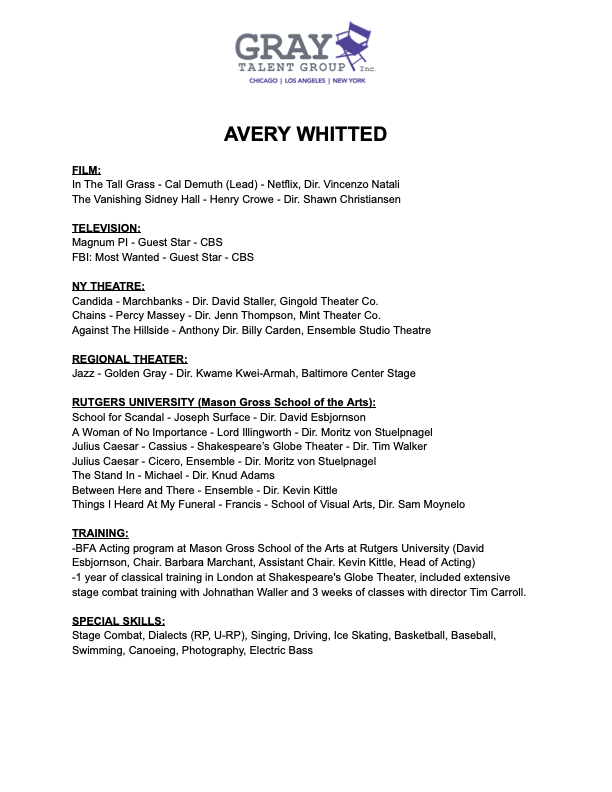 GRAY
TALENT GROUP Inc.
CHICAGO | LOS ANGELES | NEW YORK
AVERY WHITTED
FILM:
In The Tall Grass - Cal Demuth (Lead) - Netflix, Dir. Vincenzo Natali
The Vanishing Sidney Hall - Henry Crowe - Dir. Shawn Christiansen
TELEVISION:
Magnum PI - Guest Star - CBS
FBI: Most Wanted - Guest Star - CBS
NY THEATRE:
Candida - Marchbanks - Dir. David Staller, Gingold Theater Co.
Chains - Percy Massey - Dir. Jenn Thompson, Mint Theater Co.
Against The Hillside - Anthony Dir. Billy Carden, Ensemble Studio Theatre
REGIONAL THEATER:
Jazz - Golden Gray - Dir. Kwame Kwei-Armah, Baltimore Center Stage
RUTGERS UNIVERSITY (Mason Gross School of the Arts):
School for Scandal - Joseph Surface - Dir. David Esbjornson
A Woman of No Importance - Lord Illingworth - Dir. Moritz von Stuelpnagel
Julius Caesar - Cassius - Shakespeare's Globe Theater - Dir. Tim Walker
Julius Caesar - Cicero, Ensemble - Dir. Moritz von Stuelpnagel
The Stand In - Michael - Dir. Knud Adams
Between Here and There - Ensemble - Dir. Kevin Kittle
Things I Heard At My Funeral - Francis - School of Visual Arts, Dir. Sam Moynelo
TRAINING:
-BFA Acting program at Mason Gross School of the Arts at Rutgers University (David
Esbjornson, Chair. Barbara Marchant, Assistant Chair. Kevin Kittle, Head of Acting)
-1 year of classical training in London at Shakespeare's Globe Theater, included extensive
stage combat training with Johnathan Waller and 3 weeks of classes with director Tim Carroll.
SPECIAL SKILLS:
Stage Combat, Dialects (RP, U-RP), Singing, Driving, Ice Skating, Basketball, Baseball,
Swimming, Canoeing, Photography, Electric Bass